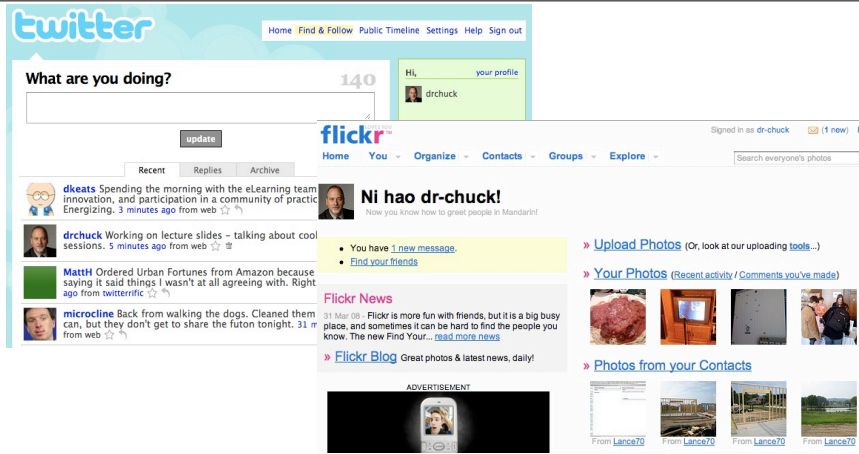 twitter
Home Find & Follow Public Timeline Settings Help Sign out
What are you doing?
140
update
Hi,
your profile
drchuck
Recent Replies Archive
dkeats Spending the morning with the eLearning team
innovation, and participation in a community of practic
Energizing. 3 minutes ago from web
drchuck Working on lecture slides – talking about cool
sessions. 5 minutes ago from web
MattH Ordered Urban Fortunes from Amazon because
saying it said things I wasn't at all agreeing with. Right
ago from twitterrific
microcline Back from walking the dogs. Cleaned them
can, but they don't get to share the futon tonight. 31 m
from web
flickr
Signed in as dr-chuck (1 new)
Home You Organize Contacts Groups Explore
Search everyone's photos
Ni hao dr-chuck!
Now you know how to greet people in Mandarin!
You have 1 new message.
Find your friends
Flickr News
31 Mar 08 - Flickr is more fun with friends, but it is a big busy
place, and sometimes it can be hard to find the people you
know. The new Find Your... read more news
» Flickr Blog Great photos & latest news, daily!
ADVERTISEMENT
» Upload Photos (Or, look at our uploading tools...)
» Your Photos (Recent activity / Comments you've made)
» Photos from your Contacts
From Lance70 From Lance70 From Lance70 From Lance70